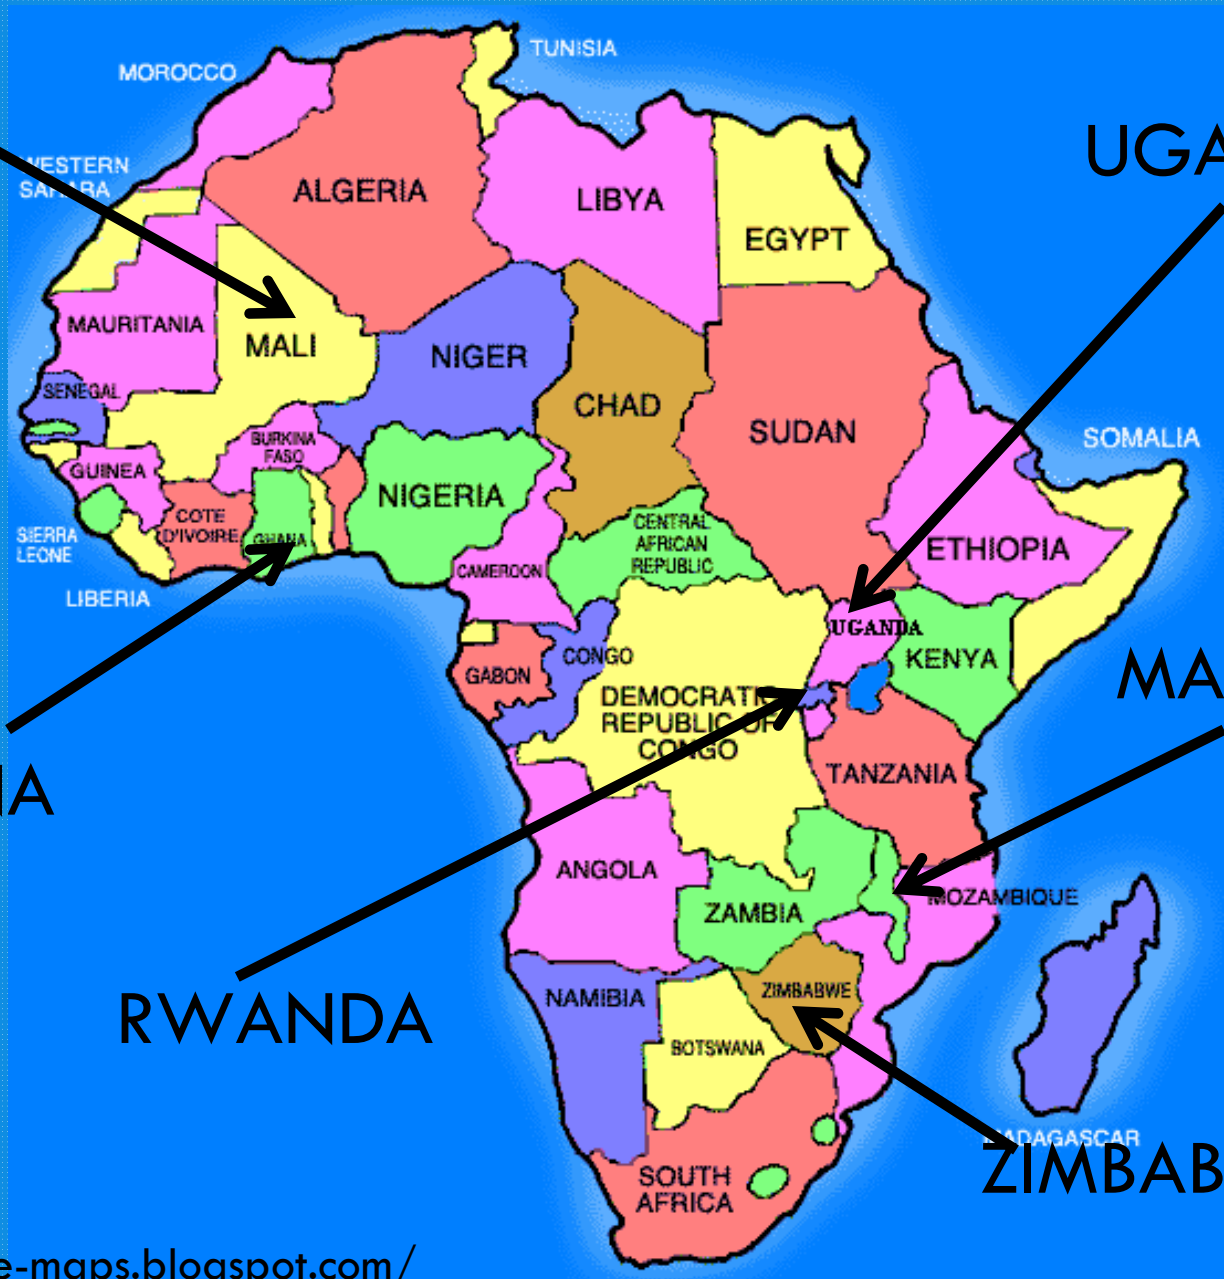 TUNISIA
MOROCCO
UGA
WESTERN
SAHARA
ALGERIA
LIBYA
EGYPT
MAURITANIA
MALI
NIGER
CHAD
SENEGAL
SUDAN
SOMALIA
BURKINA
FASO
GUINEA
NIGERIA
COTE
D'IVOIRE
GHANA
SIERRA
LEONE
CENTRAL
AFRICAN
REPUBLIC
ETHIOPIA
CAMEROON
LIBERIA
UGANDA
CONGO
KENYA
GABON
MA
DEMOCRATIC
REPUBLIC OF
CONGO
TANZANIA
IA
ANGOLA
MOZAMBIQUE
ZAMBIA
RWANDA
NAMIBIA
ZIMBABWE
BOTSWANA
MADAGASCAR
ZIMBAB
SOUTH
AFRICA
e-maps.blogspot.com/